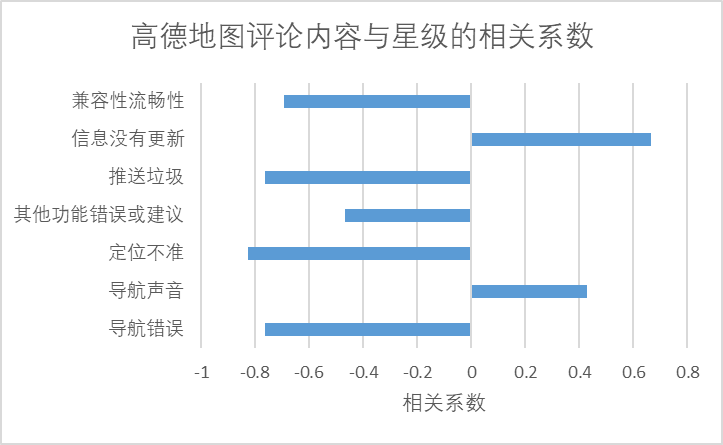 高德地图评论内容与星级的相关系数
兼容性流畅性
信息没有更新
推送垃圾
其他功能错误或建议
定位不准
导航声音
导航错误
-1 -0.8 -0.6 -0.4 -0.2 0 0.2 0.4 0.6 0.8
相关系数